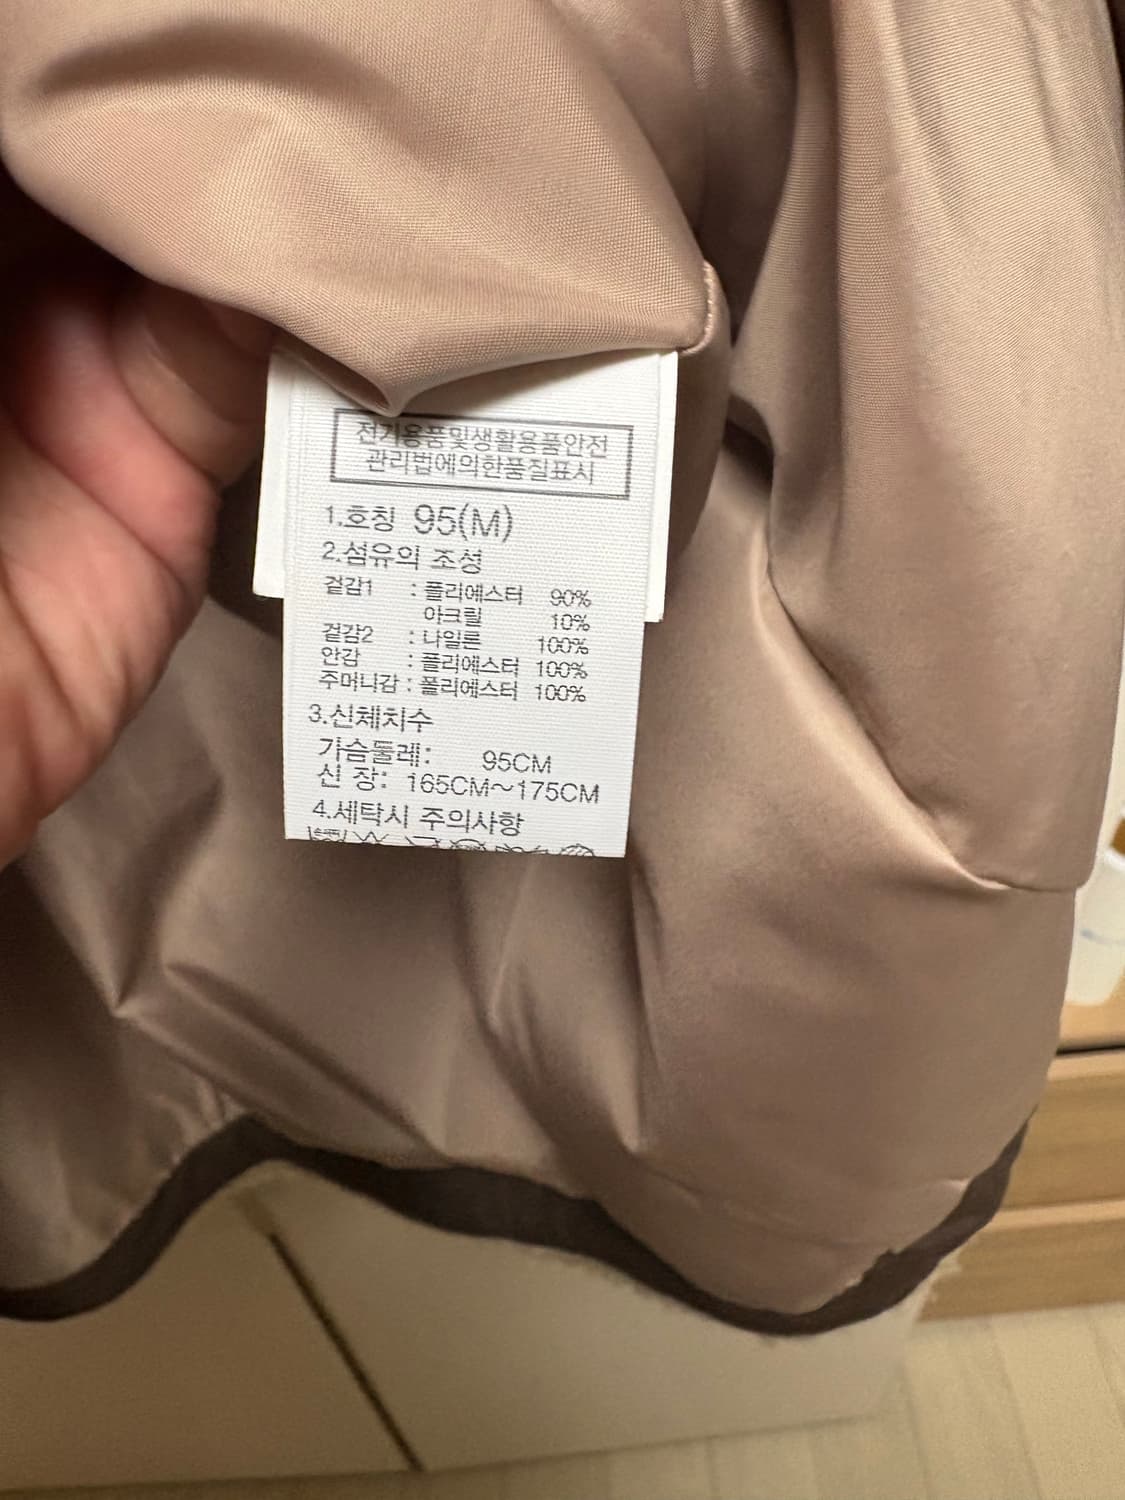 전기용품및생활용품안전
관리법에의한품질표시
1.호칭 95(M)
2.섬유의 조성
겉감1 : 폴리에스터 90%
아크릴 10%
겉감2 : 나일론 100%
안감 : 폴리에스터 100%
주머니감 : 폴리에스터 100%
3.신체치수
가슴둘레: 95CM
신 장: 165CM~175CM
4.세탁시 주의사항